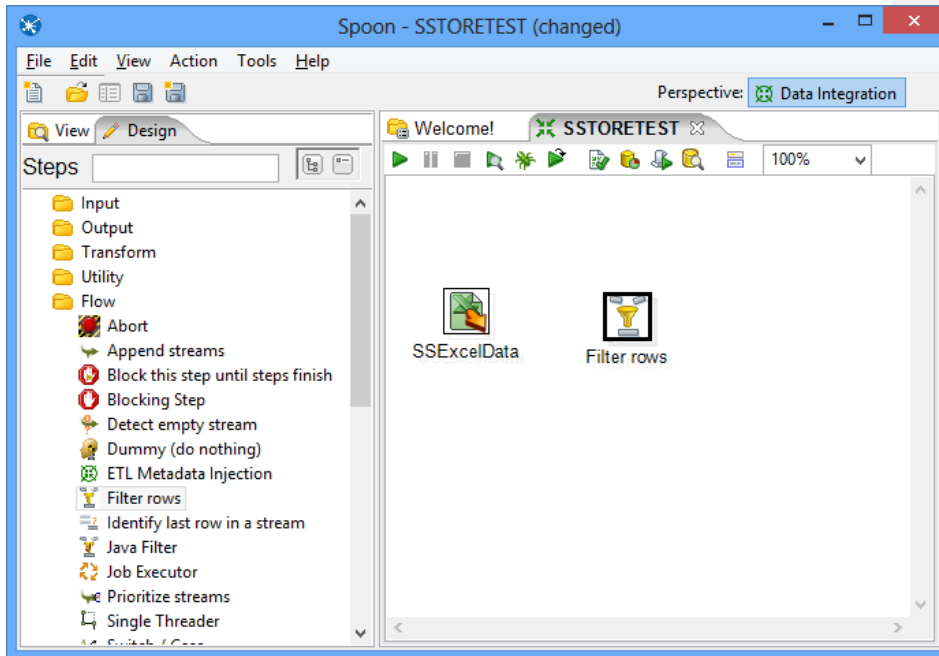 Spoon - SSTORETEST (changed)
File Edit View Action Tools Help
Perspective: Data Integration
View Design
Steps
Input
Output
Transform
Utility
Flow
Abort
Append streams
Block this step until steps finish
Blocking Step
Detect empty stream
Dummy (do nothing)
ETL Metadata Injection
Filter rows
Identify last row in a stream
Java Filter
Job Executor
Prioritize streams
Single Threader
Switch / Case
Welcome! SSTORETEST
100%
SSExcelData
Filter rows